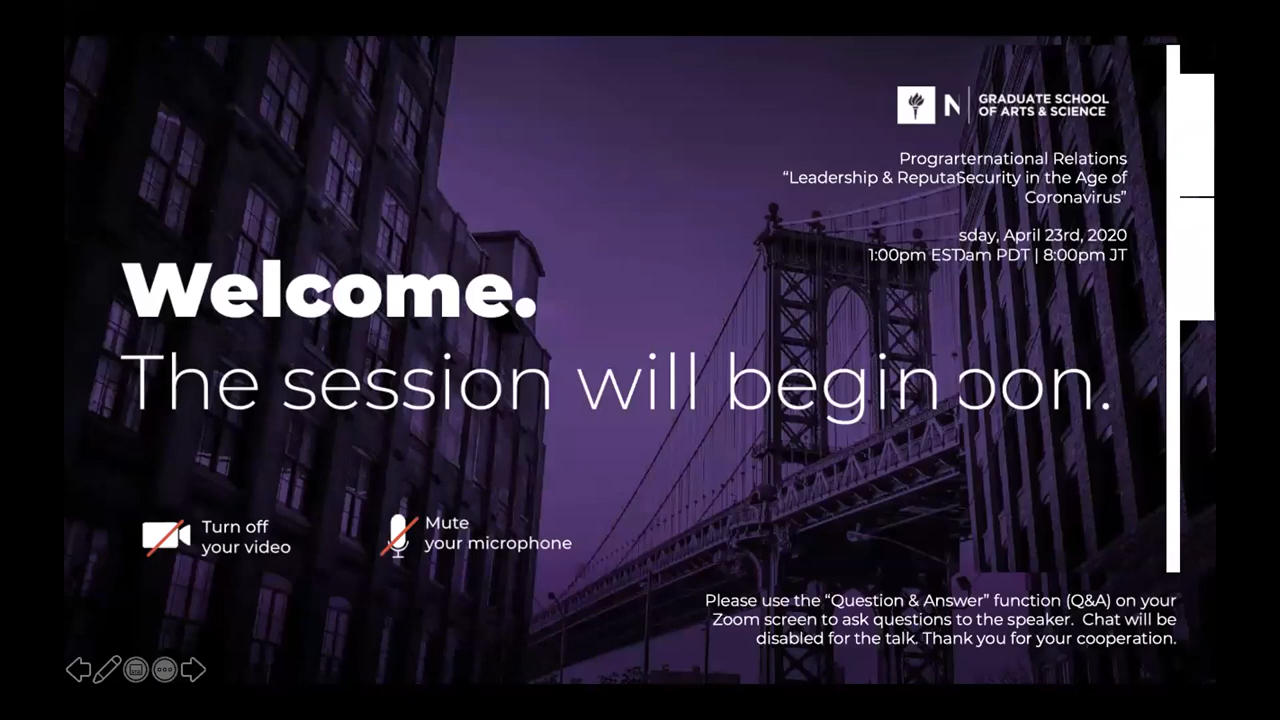 N
GRADUATE SCHOOL
OF ARTS & SCIENCE
Prograrternational Relations
“Leadership & ReputaSecurity in the Age of
Coronavirus”
sday, April 23rd, 2020
1:00pm am PDT | 8:00pm JT
Welcome.
The session will begin oon.
Turn off
your video
Mute
your microphone
Please use the “Question & Answer” function (Q&A) on your
Zoom screen to ask questions to the speaker. Chat will be
disabled for the talk. Thank you for your cooperation.